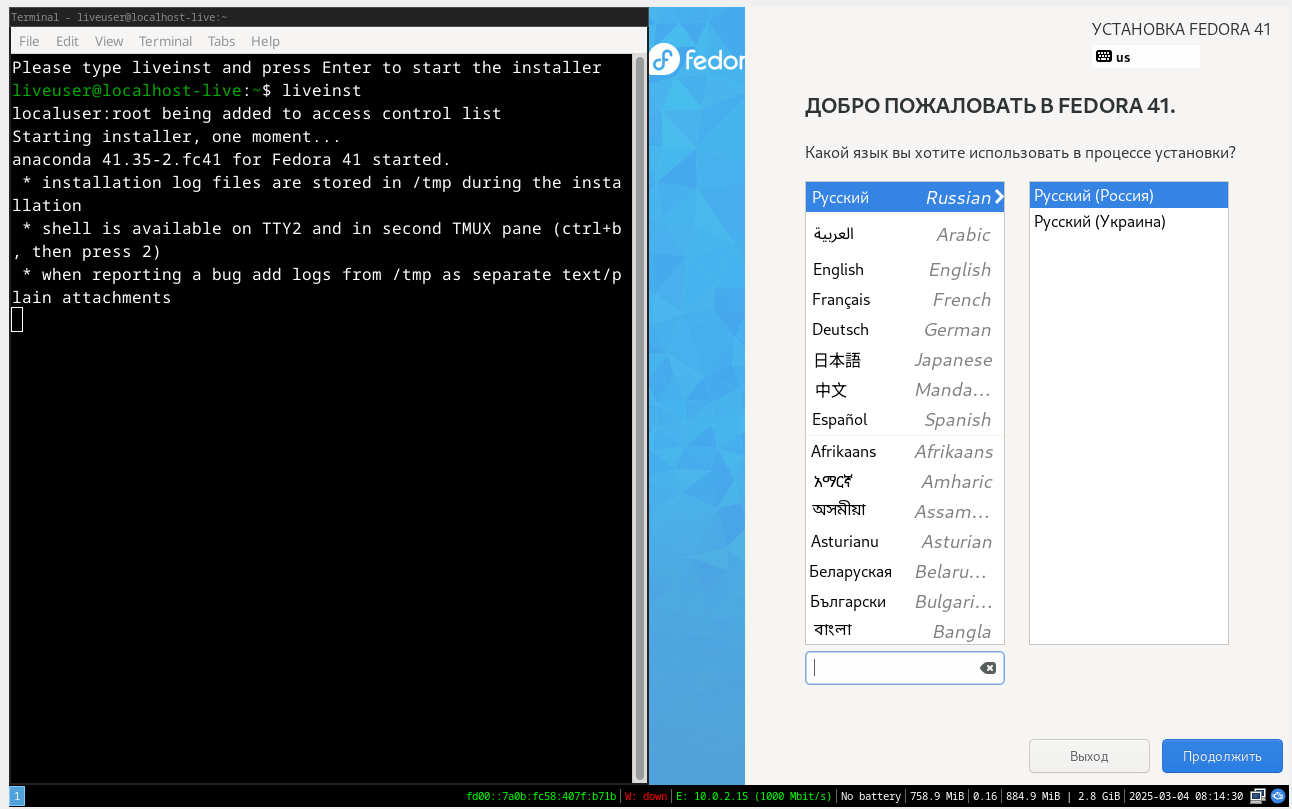 Terminal - liveuser@localhost-live:~
File Edit View Terminal Tabs Help
Please type liveinst and press Enter to start the installer
liveuser@localhost-live:~$ liveinst
localuser:root being added to access control list
Starting installer, one moment...
anaconda 41.35-2.fc41 for Fedora 41 started.
* installation log files are stored in /tmp during the insta
llation
* shell is available on TTY2 and in second TMUX pane (ctrl+b
, then press 2)
* when reporting a bug add logs from /tmp as separate text/p
lain attachments
fedor
УСТАНОВКА FEDORA 41
us
ДОБРО ПОЖАЛОВАТЬ В FEDORA 41.
Какой язык вы хотите использовать в процессе установки?
Русский Russian
العربية Arabic
English English
Français French
Deutsch German
日本語 Japanese
中文 Manda…
Español Spanish
Afrikaans Afrikaans
አማርኛ Amharic
অসমীয়া Assam…
Asturianu Asturian
Беларуская Belaru…
Български Bulgari…
বাংলা Bangla
Русский (Россия)
Русский (Украина)
Выход
Продолжить
1
fd00::7a0b:fc58:407f:b71b | W: down | E: 10.0.2.15 (1000 Mbit/s) | No battery | 758.9 MiB | 0.16 | 884.9 MiB | 2.8 GiB | 2025-03-04 08:14:30